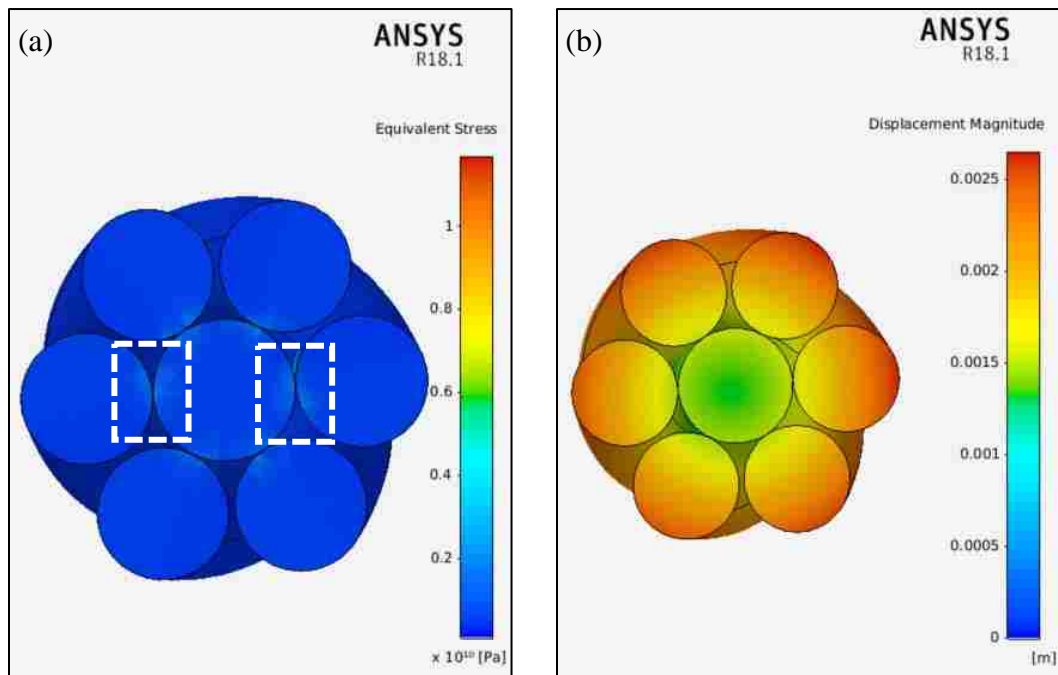 (a)
ANSYS
R18.1
Equivalent Stress
1
0.8
0.6
0.4
0.2
x 10¹⁰ [Pa]
(b)
ANSYS
R18.1
Displacement Magnitude
0.0025
0.002
0.0015
0.001
0.0005
0
[m]